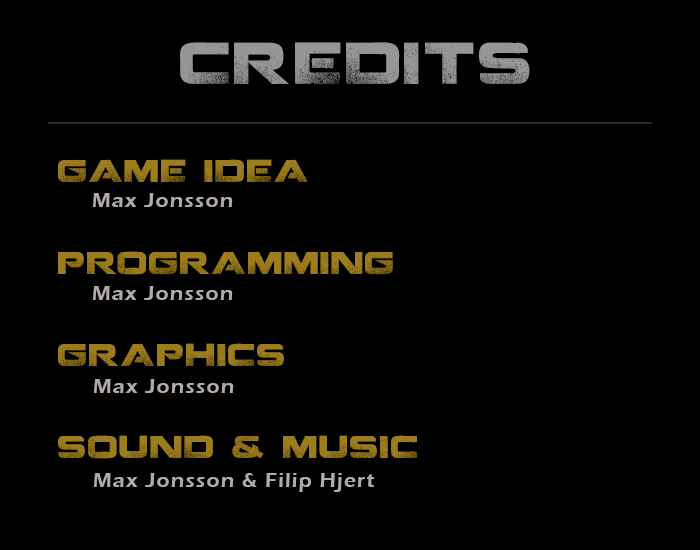 CREDITS
GAME IDEA
Max Jonsson
PROGRAMMING
Max Jonsson
GRAPHICS
Max Jonsson
SOUND & MUSIC
Max Jonsson & Filip Hjert